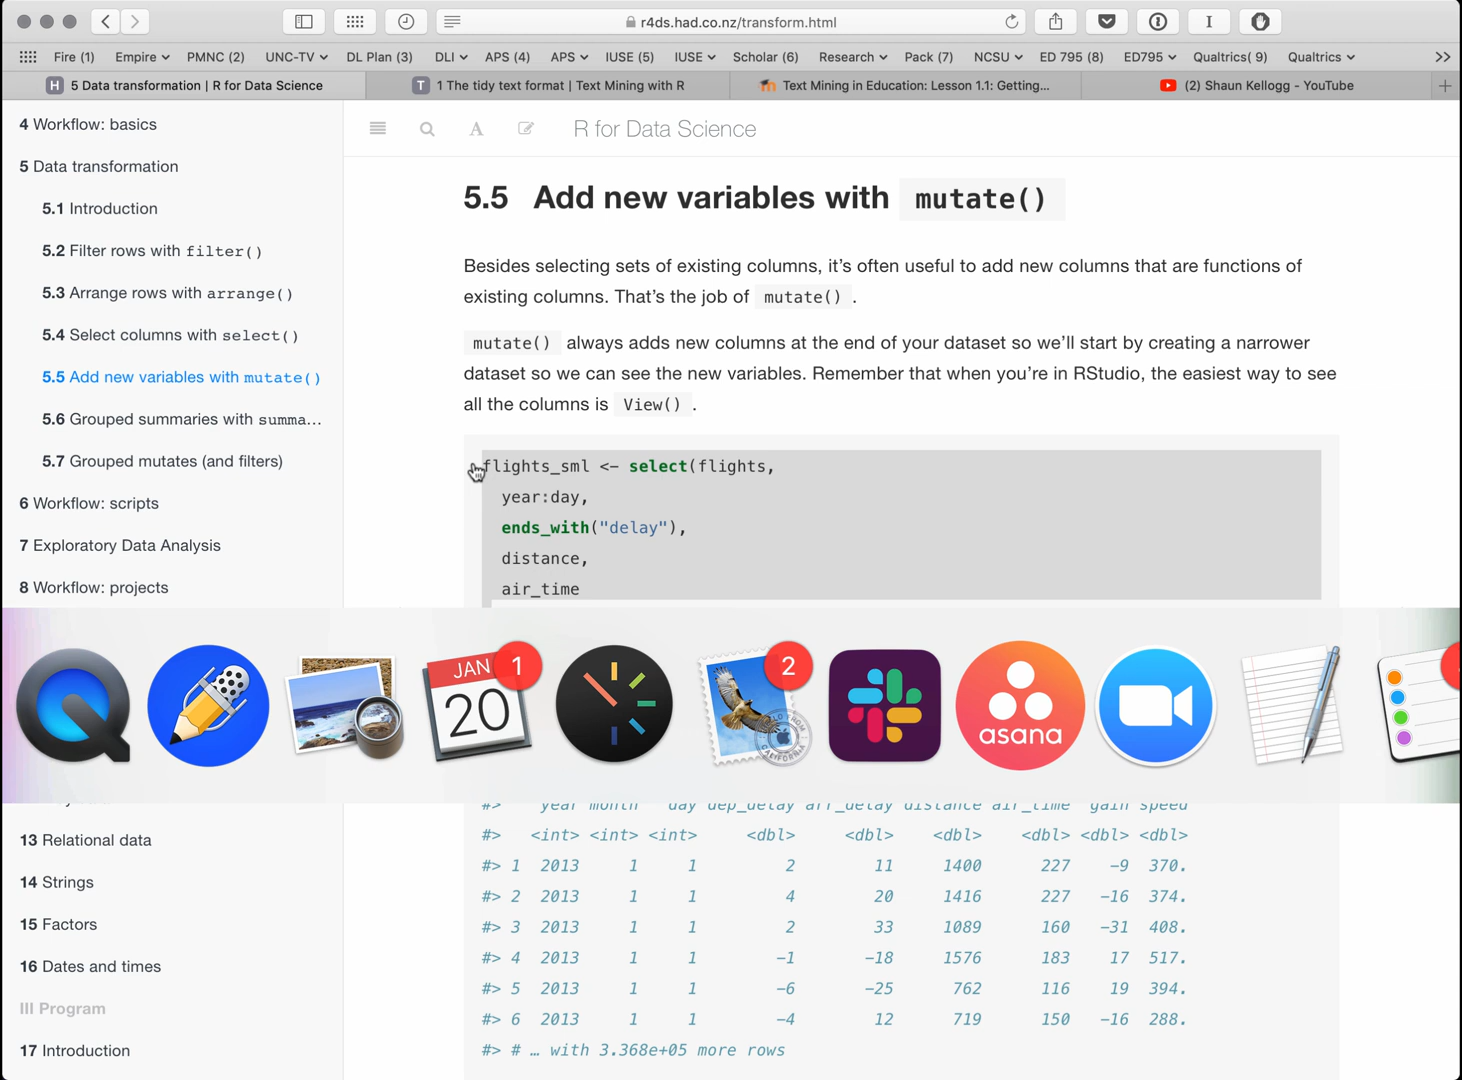 r4ds.had.co.nz/transform.html
Fire (1) Empire PMNC (2) UNC-TV DL Plan (3) DLI APS (4) APS IUSE (5) IUSE Scholar (6) Research Pack (7) NCSU ED 795 (8) ED795 Qualtrics( 9) Qualtrics
H 5 Data transformation | R for Data Science
T 1 The tidy text format | Text Mining with R
Text Mining in Education: Lesson 1.1: Getting...
(2) Shaun Kellogg - YouTube
4 Workflow: basics
5 Data transformation
5.1 Introduction
5.2 Filter rows with filter()
5.3 Arrange rows with arrange()
5.4 Select columns with select()
5.5 Add new variables with mutate()
5.6 Grouped summaries with summa...
5.7 Grouped mutates (and filters)
6 Workflow: scripts
7 Exploratory Data Analysis
8 Workflow: projects
13 Relational data
14 Strings
15 Factors
16 Dates and times
III Program
17 Introduction
A R for Data Science
5.5 Add new variables with mutate()
Besides selecting sets of existing columns, it's often useful to add new columns that are functions of
existing columns. That's the job of mutate() .
mutate() always adds new columns at the end of your dataset so we'll start by creating a narrower
dataset so we can see the new variables. Remember that when you're in RStudio, the easiest way to see
all the columns is View() .
flights_sml <- select(flights,
year:day,
ends_with("delay"),
distance,
air_time
JAN 1
20
2
asana
#> year month day dep_delay arr_delay distance air_time gain speed
#> <int> <int> <int> <dbl> <dbl> <dbl> <dbl> <dbl> <dbl>
#> 1 2013 1 1 2 11 1400 227 -9 370.
#> 2 2013 1 1 4 20 1416 227 -16 374.
#> 3 2013 1 1 2 33 1089 160 -31 408.
#> 4 2013 1 1 -1 -18 1576 183 17 517.
#> 5 2013 1 1 -6 -25 762 116 19 394.
#> 6 2013 1 1 -4 12 719 150 -16 288.
#> # … with 3.368e+05 more rows